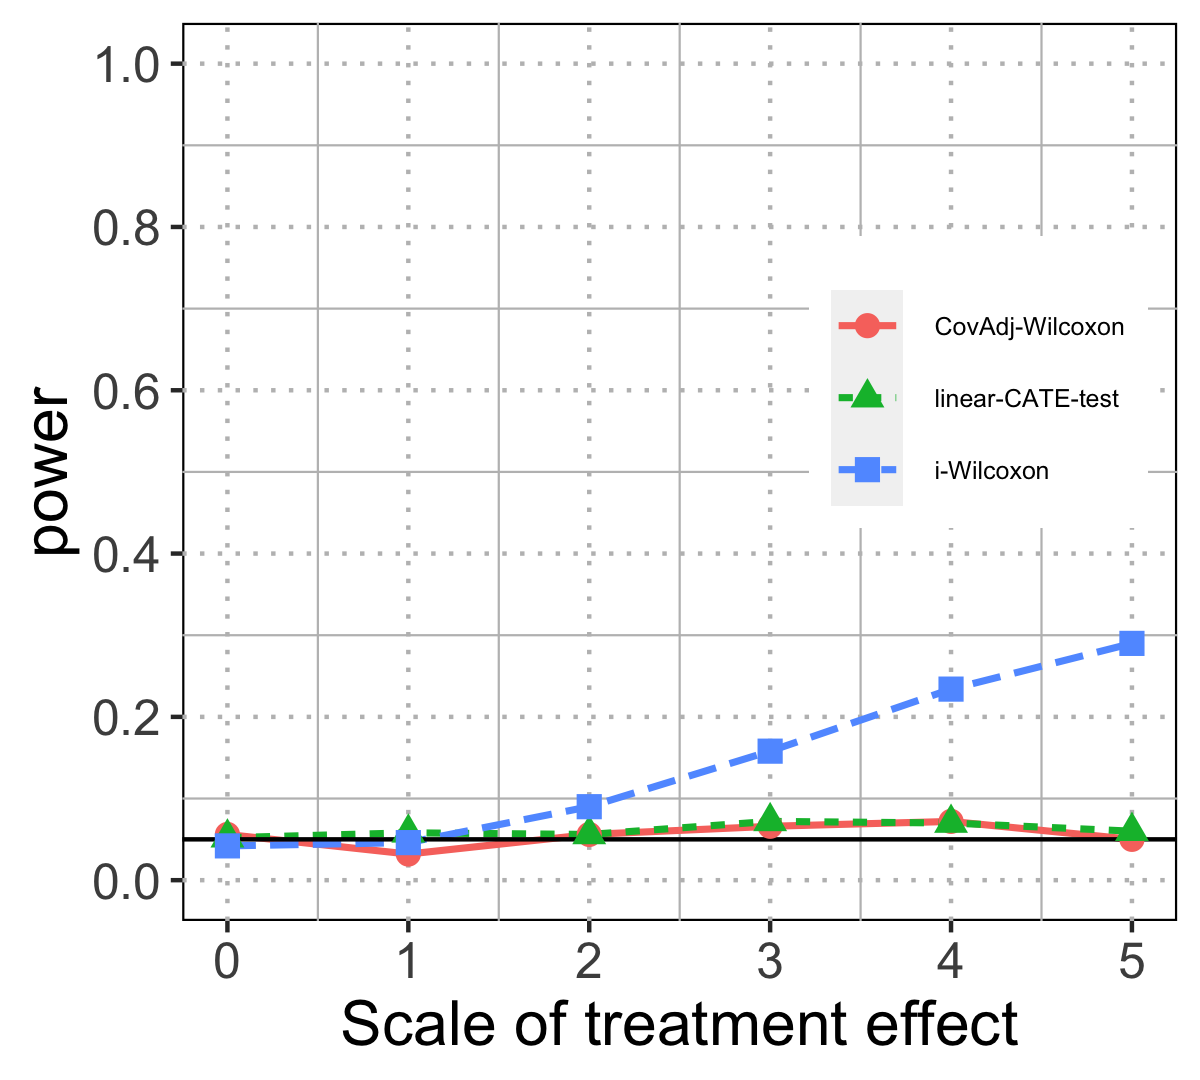 1.0
0.8
0.6
0.4
0.2
0.0
power
CovAdj-Wilcoxon
linear-CATE-test
i-Wilcoxon
0 1 2 3 4 5
Scale of treatment effect